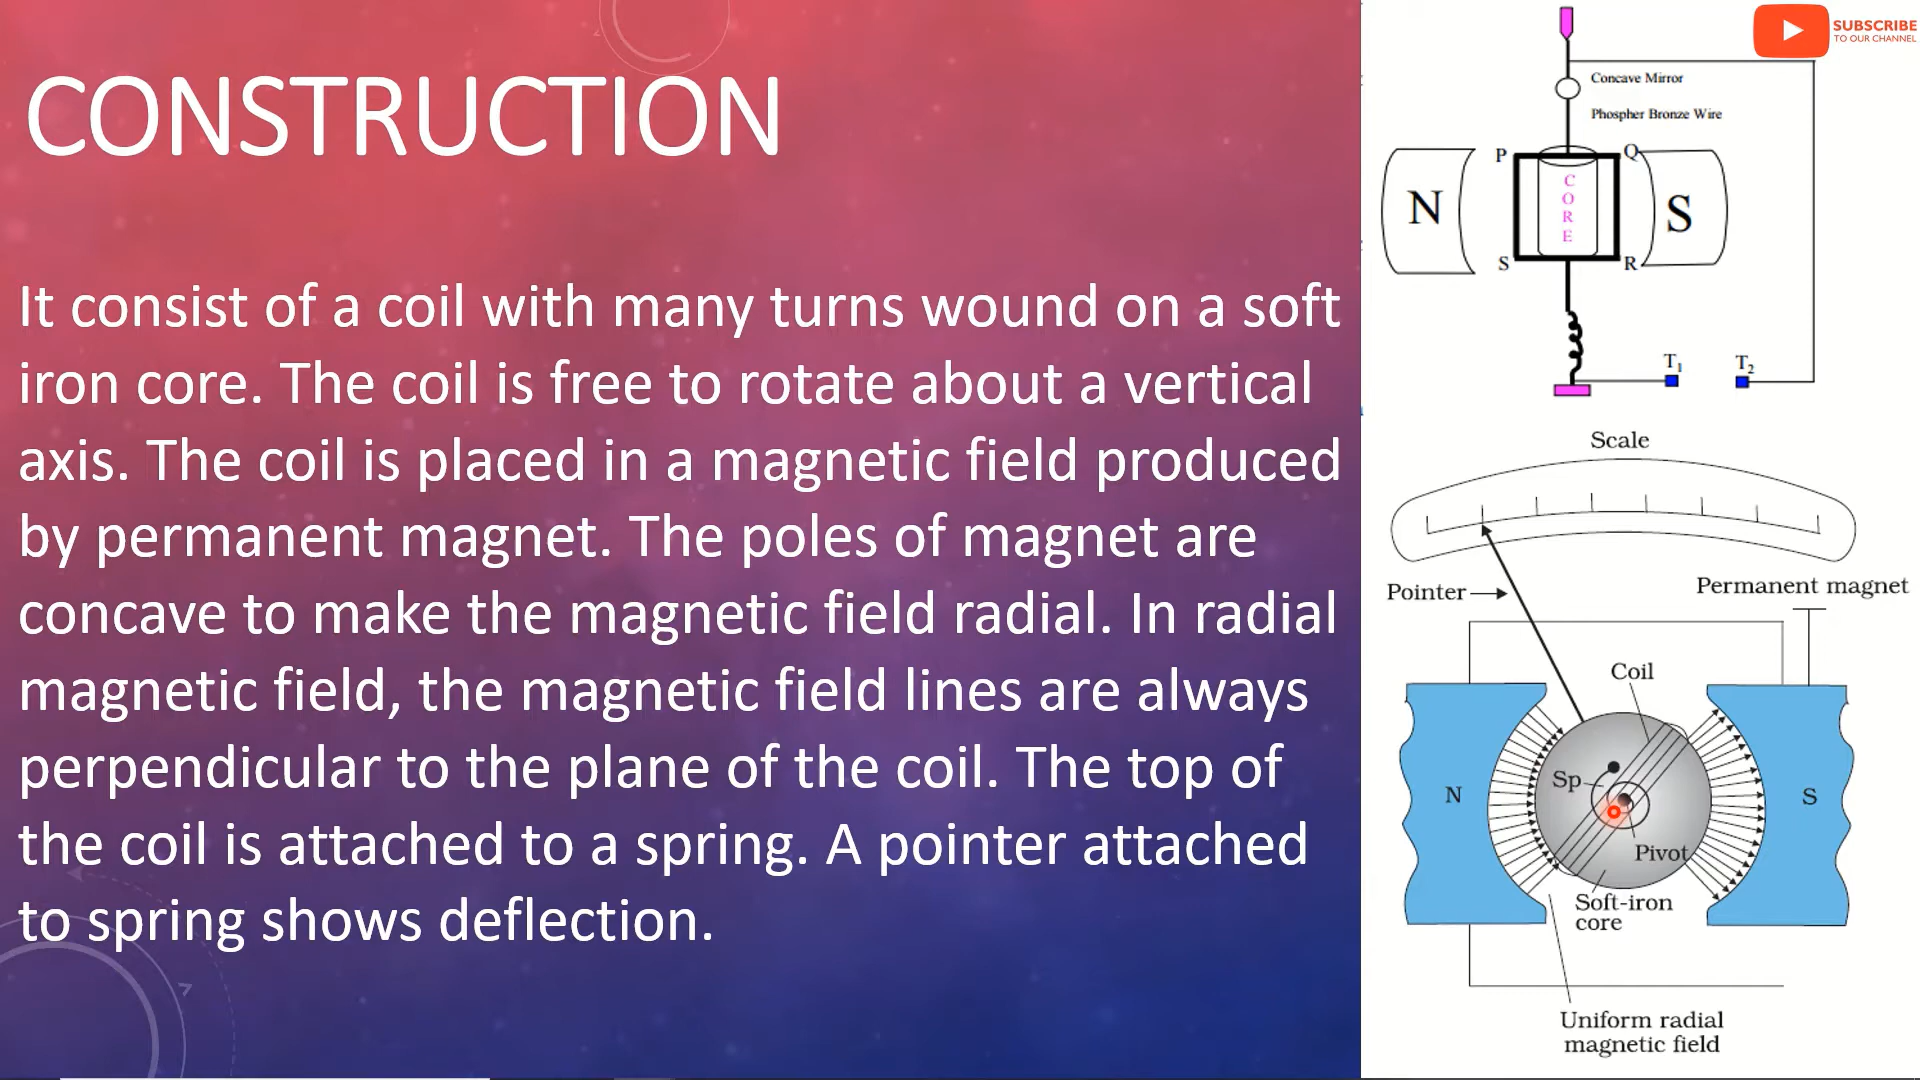 CONSTRUCTION
It consist of a coil with many turns wound on a soft
iron core. The coil is free to rotate about a vertical
axis. The coil is placed in a magnetic field produced
by permanent magnet. The poles of magnet are
concave to make the magnetic field radial. In radial
magnetic field, the magnetic field lines are always
perpendicular to the plane of the coil. The top of
the coil is attached to a spring. A pointer attached
to spring shows deflection.
SUBSCRIBE
TO OUR CHANNEL
Concave Mirror
Phospher Bronze Wire
P
Q
N
CORE
S
S
R
T1
T2
Scale
Pointer
Permanent magnet
Coil
Sp
N
S
Pivot
Soft-iron
core
Uniform radial
magnetic field